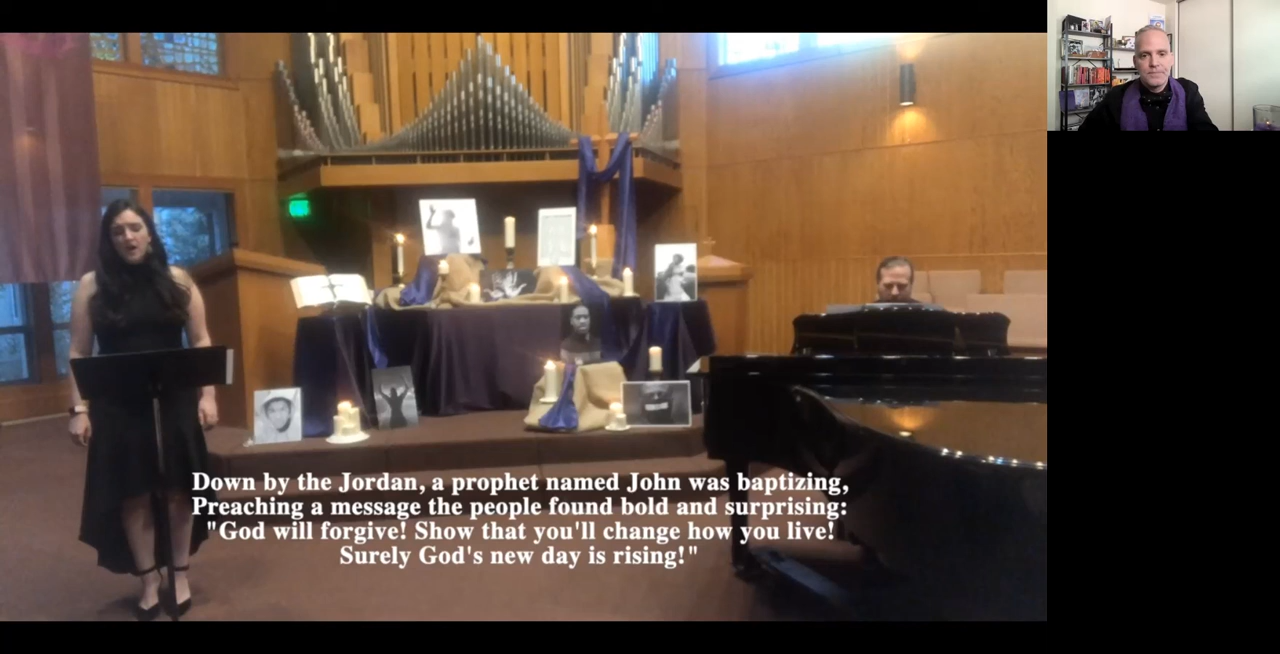 Down by the Jordan, a prophet named John was baptizing,
Preaching a message the people found bold and surprising:
"God will forgive! Show that you'll change how you live!
Surely God's new day is rising!"